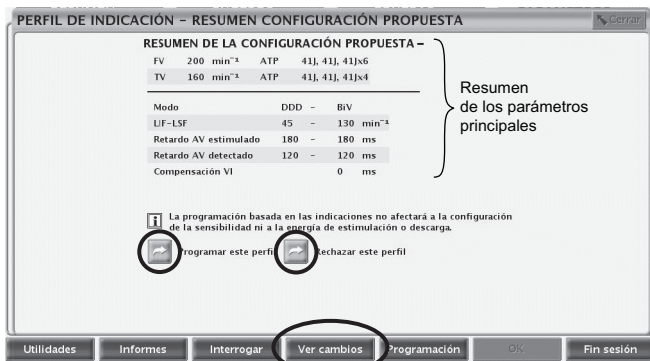 PERFIL DE INDICACIÓN – RESUMEN CONFIGURACIÓN PROPUESTA
Cerrar
RESUMEN DE LA CONFIGURACIÓN PROPUESTA –
FV 200 min⁻¹ ATP 41J, 41J, 41Jx6
TV 160 min⁻¹ ATP 41J, 41J, 41Jx4
Modo DDD – BiV
LIF-LSF 45 – 130 min⁻¹
Retardo AV estimulado 180 – 180 ms
Retardo AV detectado 120 – 120 ms
Compensación VI 0 ms
Resumen
de los parámetros
principales
La programación basada en las indicaciones no afectará a la configuración
de la sensibilidad ni a la energía de estimulación o descarga.
Programar este perfil Rechazar este perfil
Utilidades Informes Interrogar Ver cambios Programación OK Fin sesión